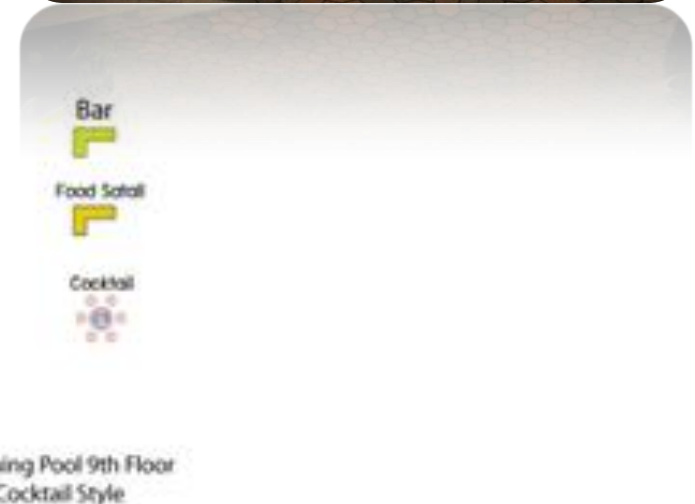 Bar
Food Satall
Cocktail
ing Pool 9th Floor
Cocktail Style